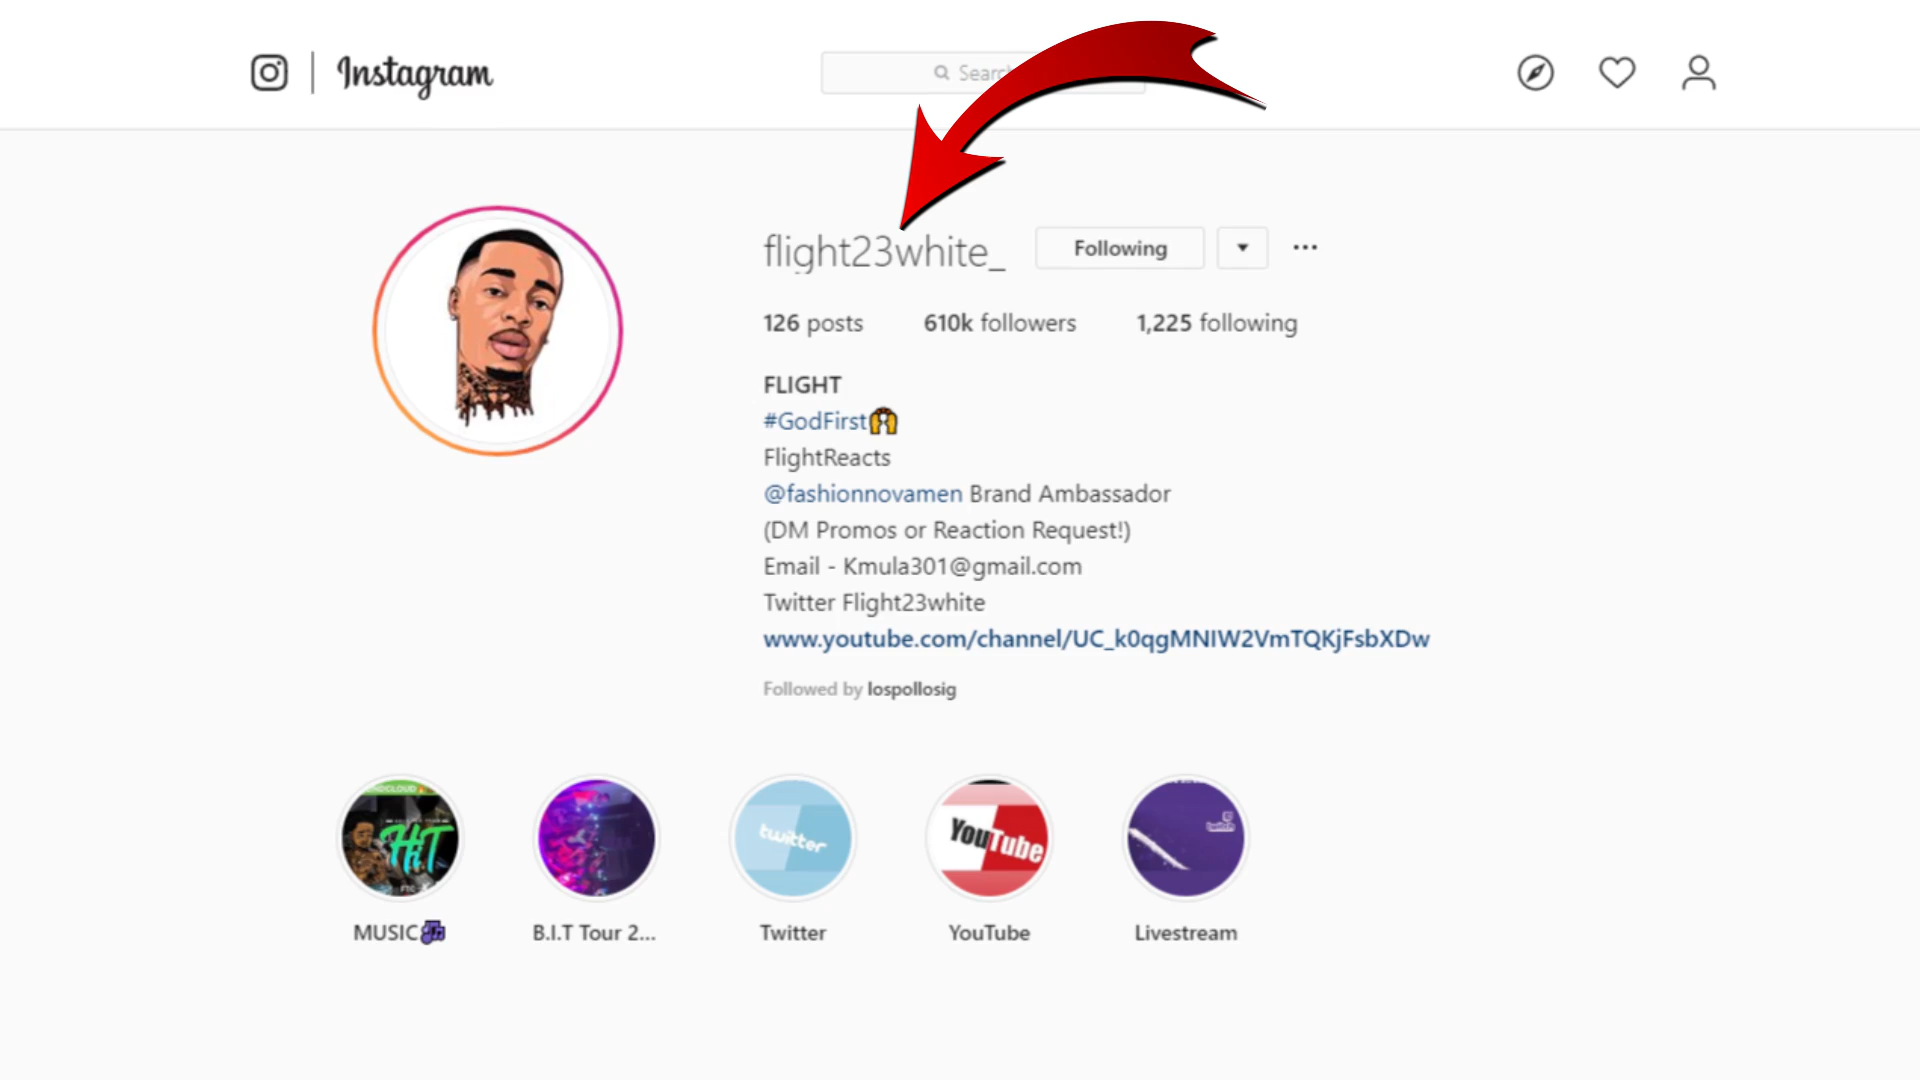 Instagram
Search
flight23white_
Following
126 posts 610k followers 1,225 following
FLIGHT
#GodFirst🙌
FlightReacts
@fashionnovamen Brand Ambassador
(DM Promos or Reaction Request!)
Email - Kmula301@gmail.com
Twitter Flight23white
www.youtube.com/channel/UC_k0qgMNIW2VmTQKjFsbXDw
Followed by lospollosig
twitter
YouTube
twitch
MUSIC🎶 B.I.T Tour 2... Twitter YouTube Livestream